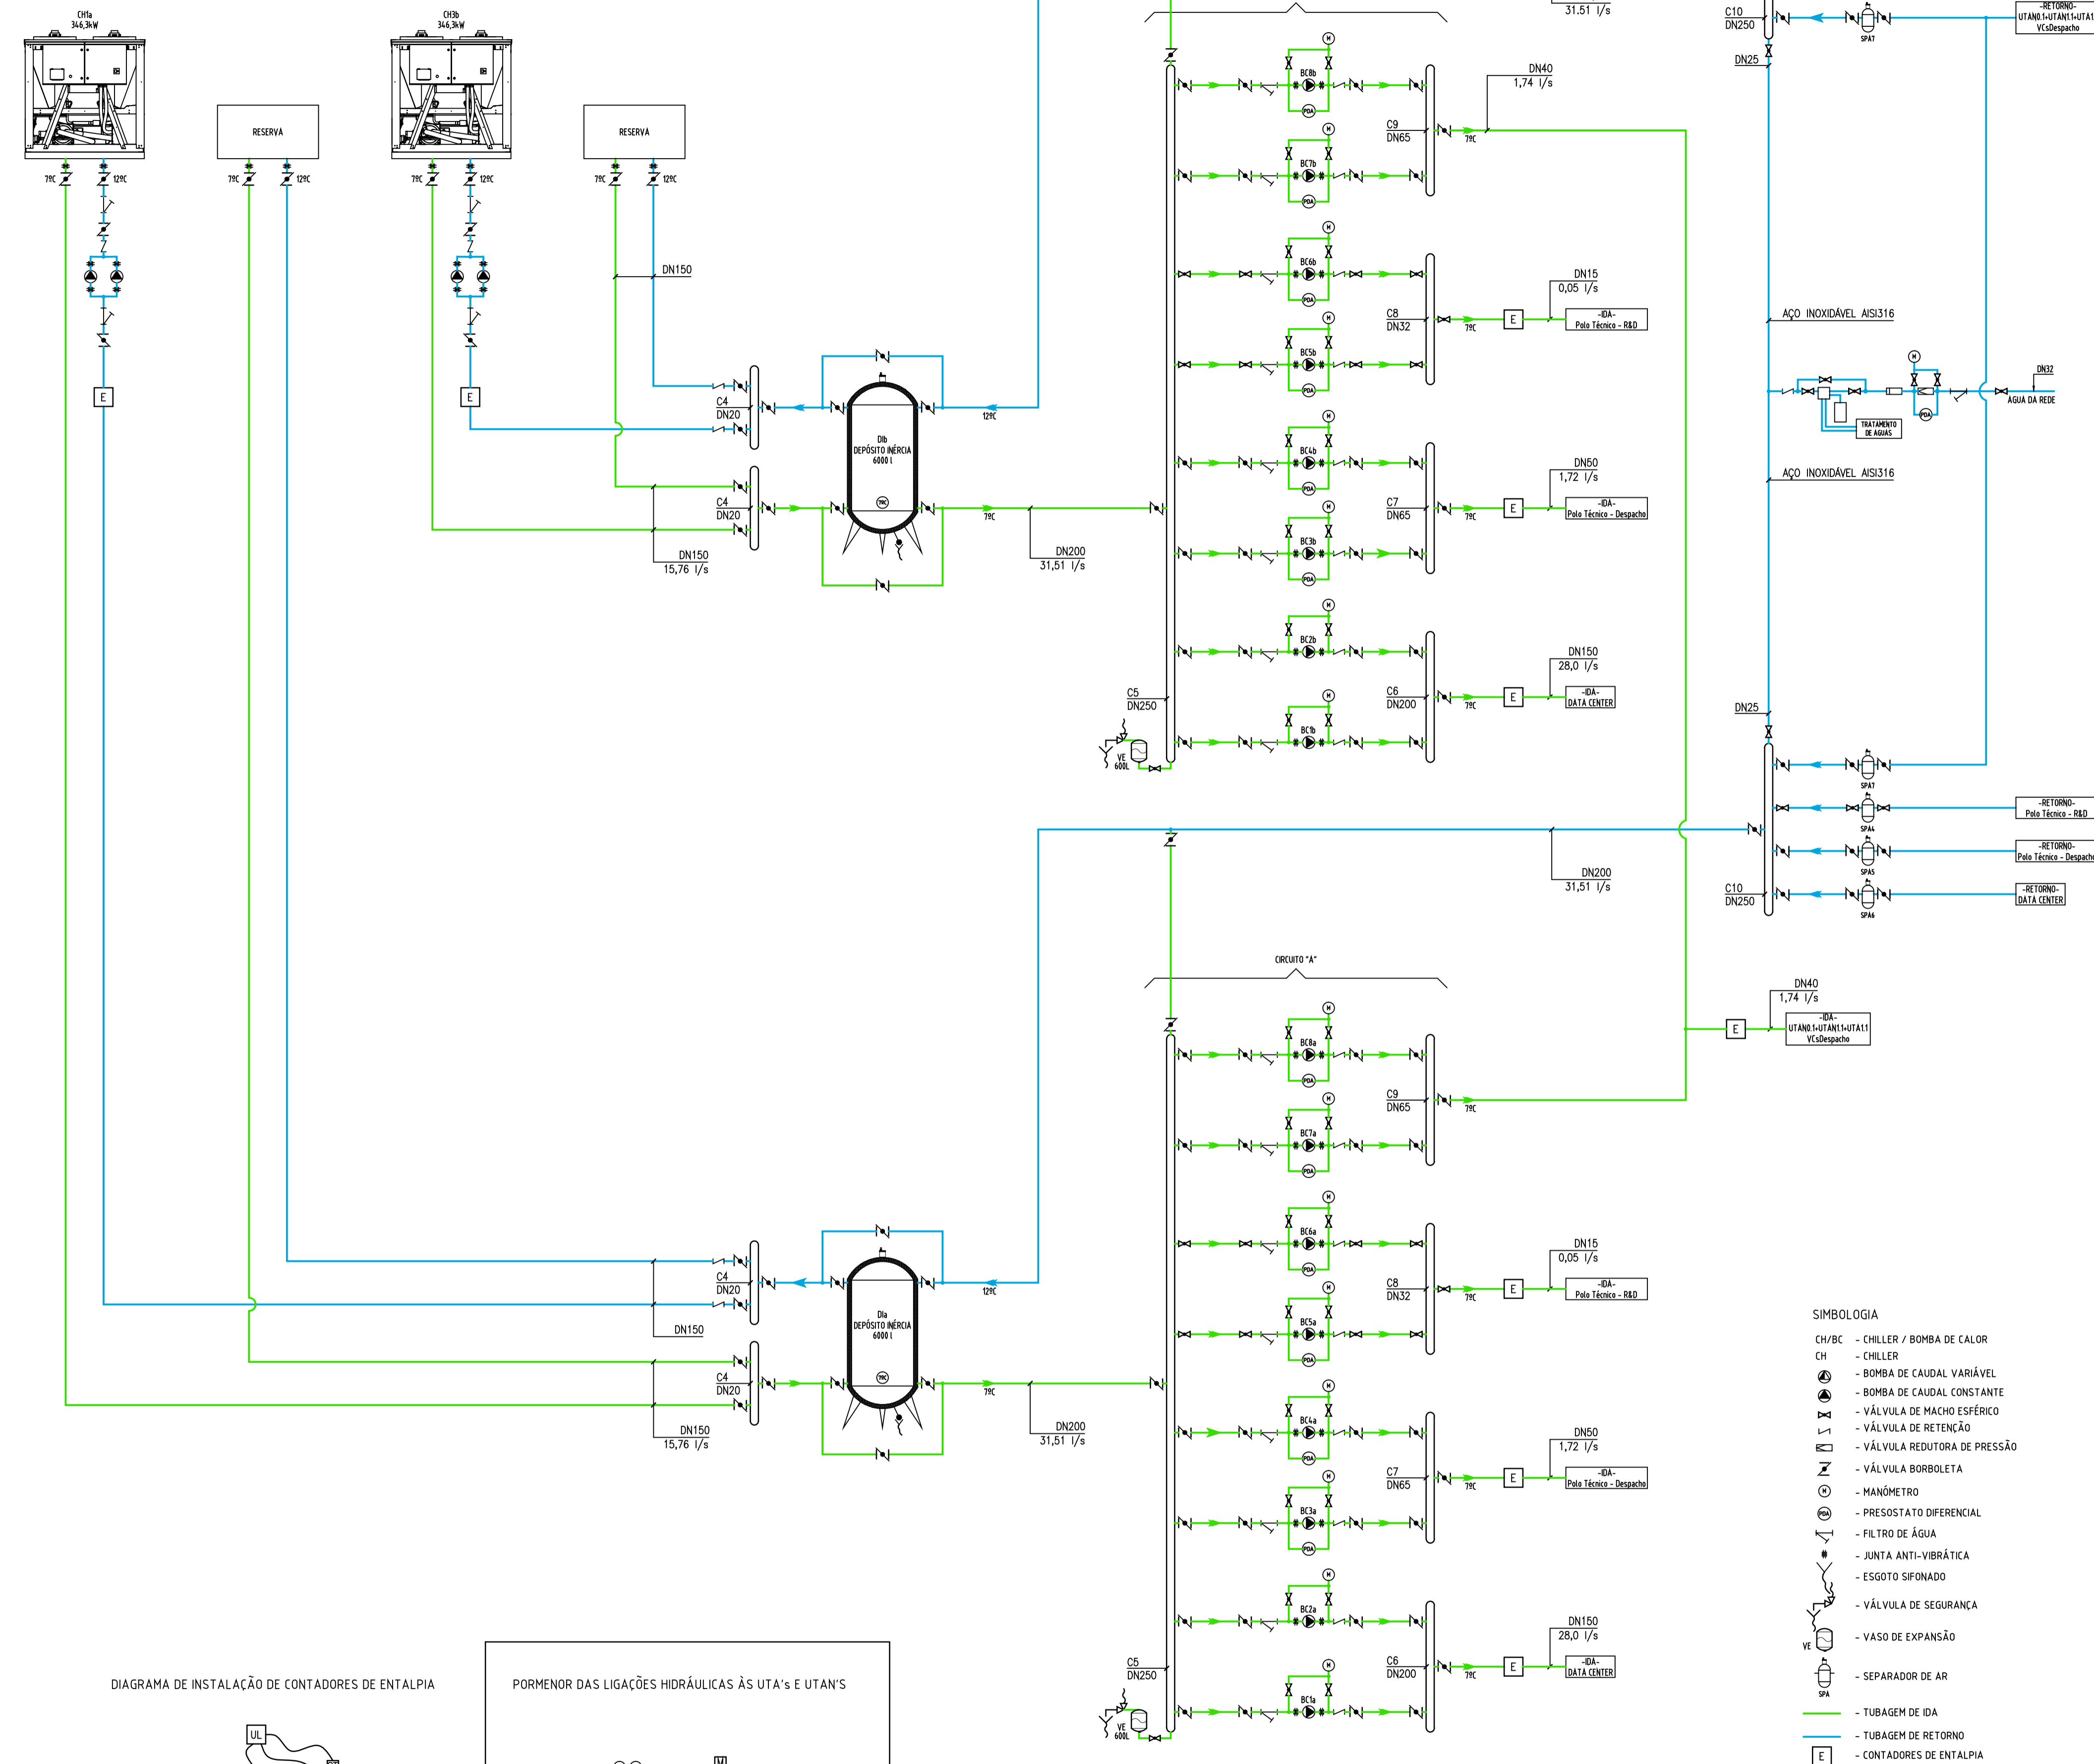 CH1a
346,3kW
CH3b
346,3kW
RESERVA
RESERVA
7ºC
12ºC
7ºC
12ºC
7ºC
12ºC
7ºC
12ºC
E
E
DN150
C4
DN20
C4
DN20
DN150
15,76 l/s
DIb
DEPÓSITO INÉRCIA
6000 l
12ºC
7ºC
DN200
31,51 l/s
31.51 l/s
M
BC8b
PDA
M
BC7b
PDA
C9
DN65
7ºC
DN40
1,74 l/s
M
BC6b
PDA
M
BC5b
PDA
C8
DN32
7ºC
E
DN15
0,05 l/s
-IDA-
Polo Técnico - R&D
M
BC4b
PDA
M
BC3b
PDA
C7
DN65
7ºC
E
DN50
1,72 l/s
-IDA-
Polo Técnico - Despacho
M
BC2b
M
BC1b
C6
DN200
7ºC
E
DN150
28,0 l/s
-IDA-
DATA CENTER
C5
DN250
VE
600L
C10
DN250
SPA7
-RETORNO-
UTAN0.1+UTAN1.1+UTA1.1
VCsDespacho
DN25
AÇO INOXIDÁVEL AISI316
M
PDA
DN32
ÁGUA DA REDE
TRATAMENTO
DE ÁGUAS
AÇO INOXIDÁVEL AISI316
DN25
SPA7
SPA4
-RETORNO-
Polo Técnico - R&D
SPA5
-RETORNO-
Polo Técnico - Despacho
SPA6
-RETORNO-
DATA CENTER
C10
DN250
DN200
31,51 l/s
CIRCUITO "A"
DN40
1,74 l/s
E
-IDA-
UTAN0.1+UTAN1.1+UTA1.1
VCsDespacho
M
BC8a
PDA
M
BC7a
PDA
C9
DN65
7ºC
M
BC6a
PDA
M
BC5a
PDA
C8
DN32
7ºC
E
DN15
0,05 l/s
-IDA-
Polo Técnico - R&D
M
BC4a
PDA
M
BC3a
PDA
C7
DN65
7ºC
E
DN50
1,72 l/s
-IDA-
Polo Técnico - Despacho
M
BC2a
M
BC1a
C6
DN200
7ºC
E
DN150
28,0 l/s
-IDA-
DATA CENTER
C5
DN250
VE
600L
C4
DN20
DN150
C4
DN20
DN150
15,76 l/s
DIa
DEPÓSITO INÉRCIA
6000 l
12ºC
7ºC
DN200
31,51 l/s
SIMBOLOGIA
CH/BC - CHILLER / BOMBA DE CALOR
CH - CHILLER
- BOMBA DE CAUDAL VARIÁVEL
- BOMBA DE CAUDAL CONSTANTE
- VÁLVULA DE MACHO ESFÉRICO
- VÁLVULA DE RETENÇÃO
- VÁLVULA REDUTORA DE PRESSÃO
- VÁLVULA BORBOLETA
M - MANÓMETRO
PDA - PRESOSTATO DIFERENCIAL
- FILTRO DE ÁGUA
- JUNTA ANTI-VIBRÁTICA
- ESGOTO SIFONADO
- VÁLVULA DE SEGURANÇA
VE - VASO DE EXPANSÃO
SPA - SEPARADOR DE AR
- TUBAGEM DE IDA
- TUBAGEM DE RETORNO
E - CONTADORES DE ENTALPIA
DIAGRAMA DE INSTALAÇÃO DE CONTADORES DE ENTALPIA
UL
PORMENOR DAS LIGAÇÕES HIDRÁULICAS ÀS UTA's E UTAN'S